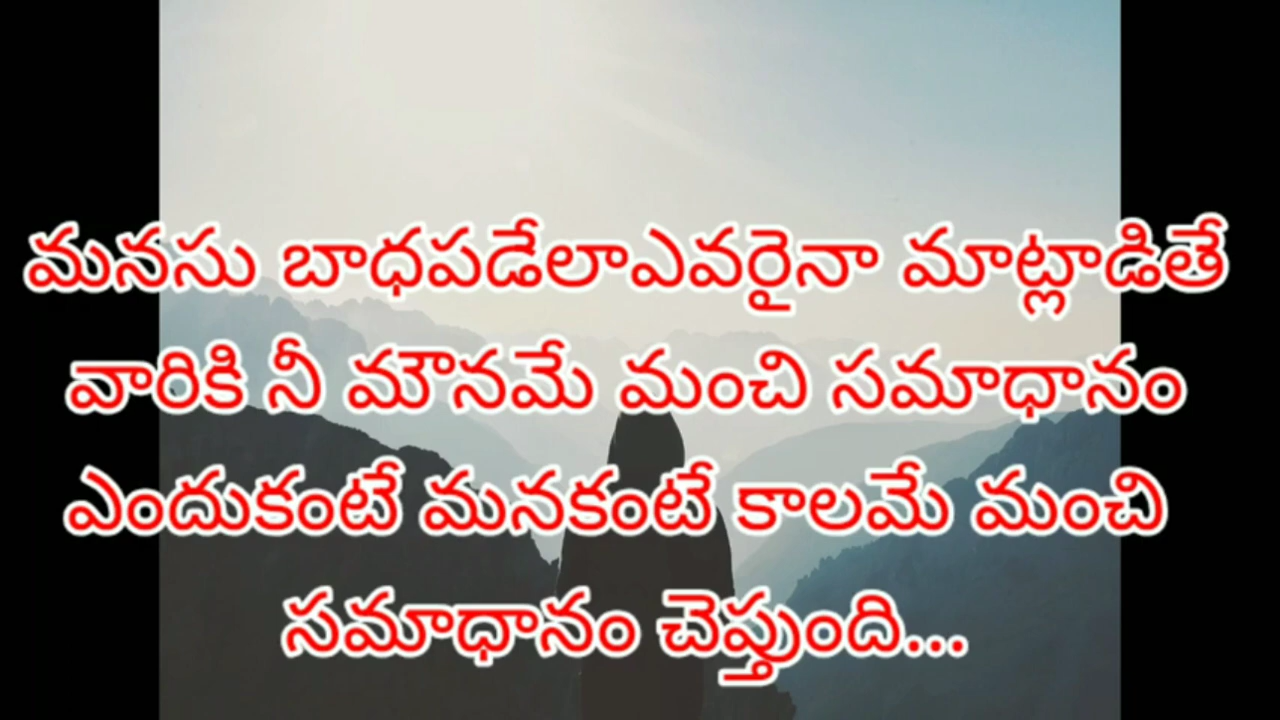 మనసు బాధపడేలాఎవరైనా మాట్లాడితే
వారికి నీ మౌనమే మంచి సమాధానం
ఎందుకంటే మనకంటే కాలమే మంచి
సమాధానం చెప్తుంది...